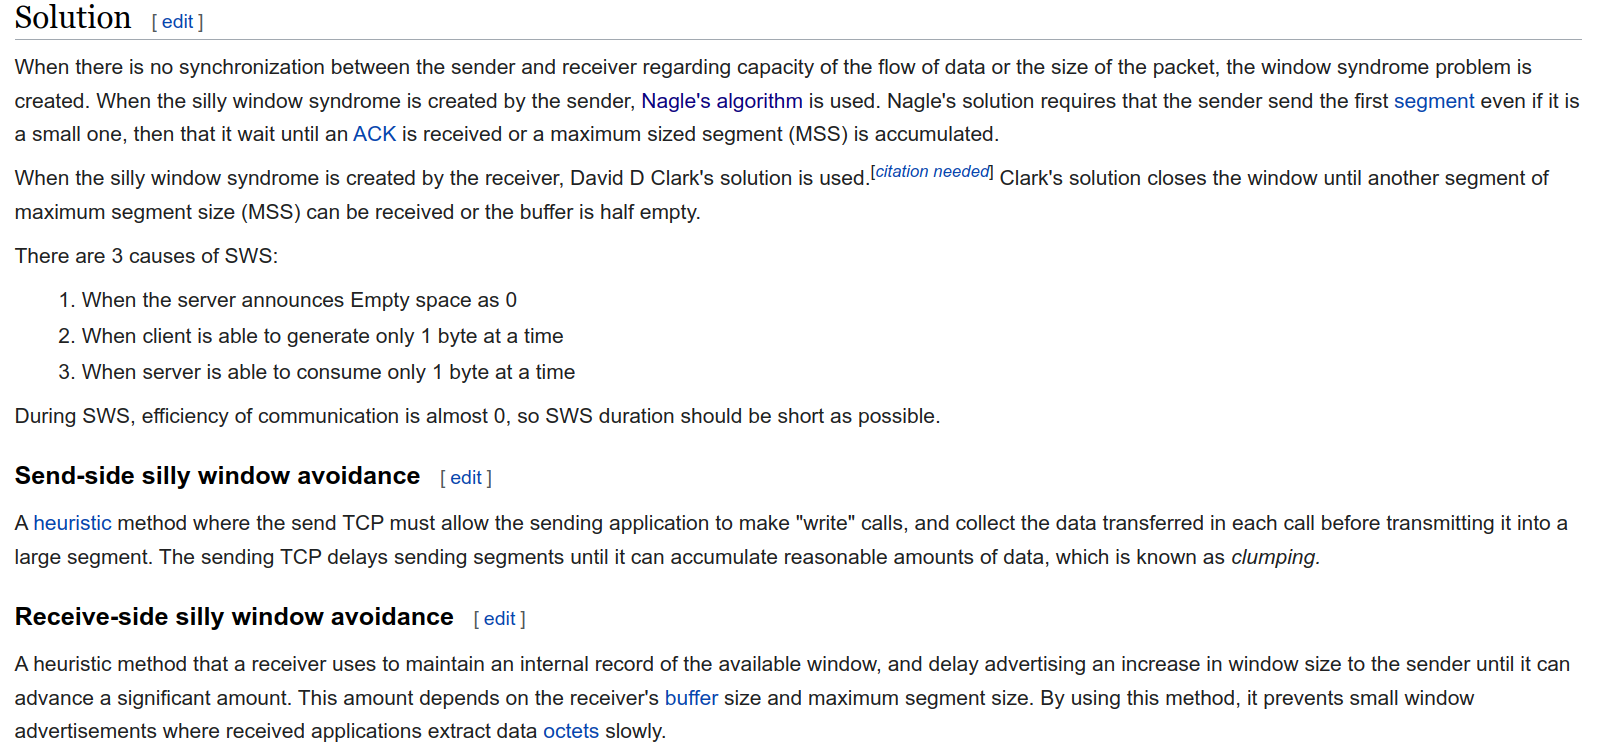 Solution [ edit ]
When there is no synchronization between the sender and receiver regarding capacity of the flow of data or the size of the packet, the window syndrome problem is
created. When the silly window syndrome is created by the sender, Nagle's algorithm is used. Nagle's solution requires that the sender send the first segment even if it is
a small one, then that it wait until an ACK is received or a maximum sized segment (MSS) is accumulated.
When the silly window syndrome is created by the receiver, David D Clark's solution is used.[citation needed] Clark's solution closes the window until another segment of
maximum segment size (MSS) can be received or the buffer is half empty.
There are 3 causes of SWS:
1. When the server announces Empty space as 0
2. When client is able to generate only 1 byte at a time
3. When server is able to consume only 1 byte at a time
During SWS, efficiency of communication is almost 0, so SWS duration should be short as possible.
Send-side silly window avoidance [ edit ]
A heuristic method where the send TCP must allow the sending application to make "write" calls, and collect the data transferred in each call before transmitting it into a
large segment. The sending TCP delays sending segments until it can accumulate reasonable amounts of data, which is known as clumping.
Receive-side silly window avoidance [ edit ]
A heuristic method that a receiver uses to maintain an internal record of the available window, and delay advertising an increase in window size to the sender until it can
advance a significant amount. This amount depends on the receiver's buffer size and maximum segment size. By using this method, it prevents small window
advertisements where received applications extract data octets slowly.